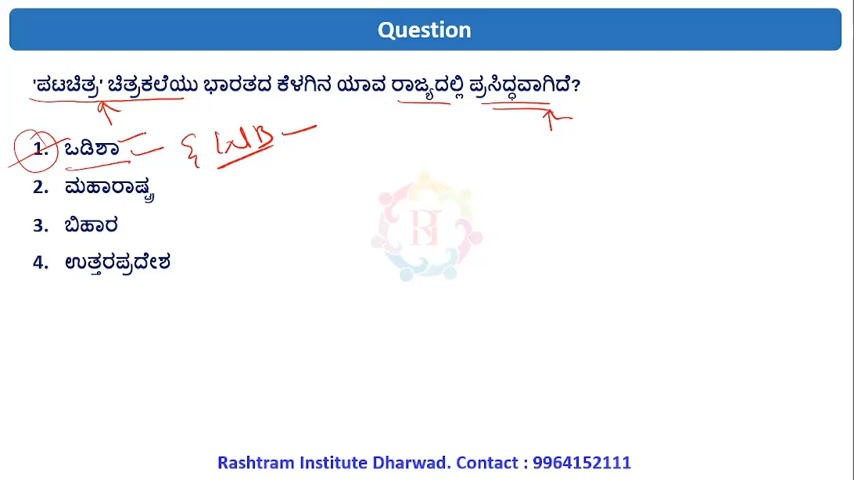 Question
'ಪಟಚಿತ್ರ' ಚಿತ್ರಕಲೆಯು ಭಾರತದ ಕೆಳಗಿನ ಯಾವ ರಾಜ್ಯದಲ್ಲಿ ಪ್ರಸಿದ್ಧವಾಗಿದೆ?
1. ಒಡಿಶಾ & WB
2. ಮಹಾರಾಷ್ಟ್ರ
3. ಬಿಹಾರ
4. ಉತ್ತರಪ್ರದೇಶ
Rashtram Institute Dharwad. Contact : 9964152111